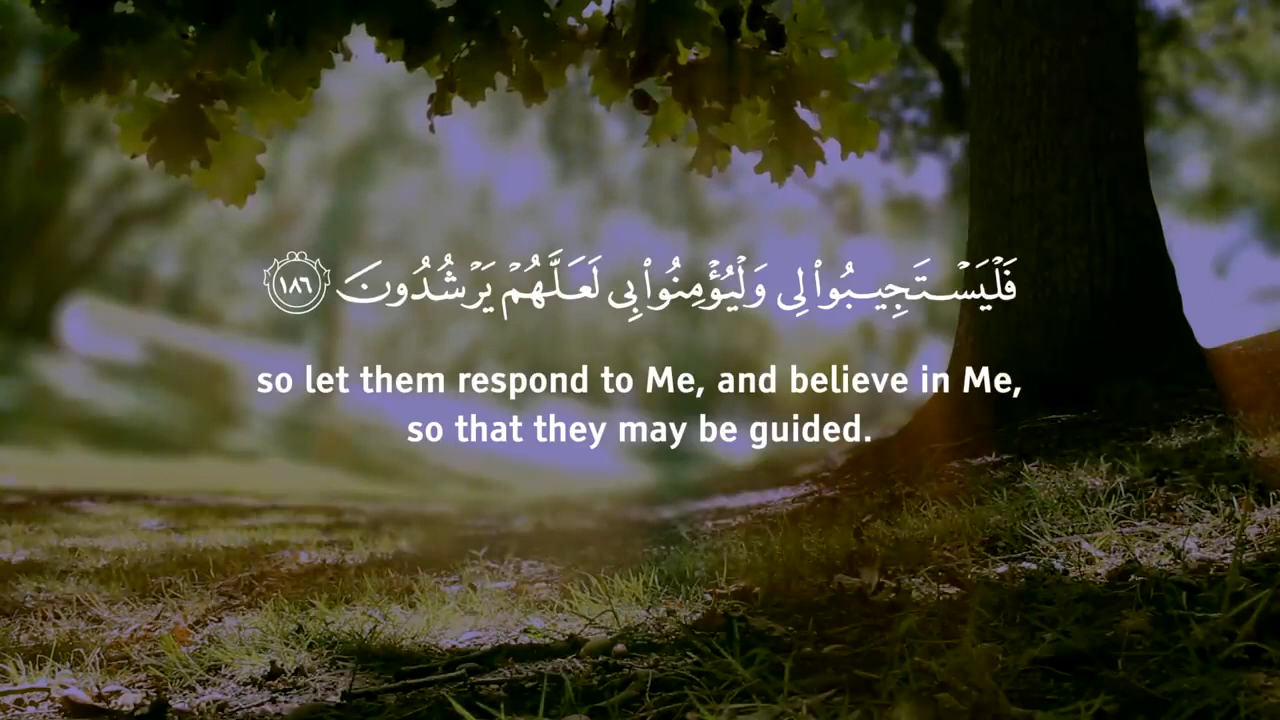 فَلْيَسْتَجِيبُوا۟ لِى وَلْيُؤْمِنُوا۟ بِى لَعَلَّهُمْ يَرْشُدُونَ ١٨٦
so let them respond to Me, and believe in Me,
so that they may be guided.